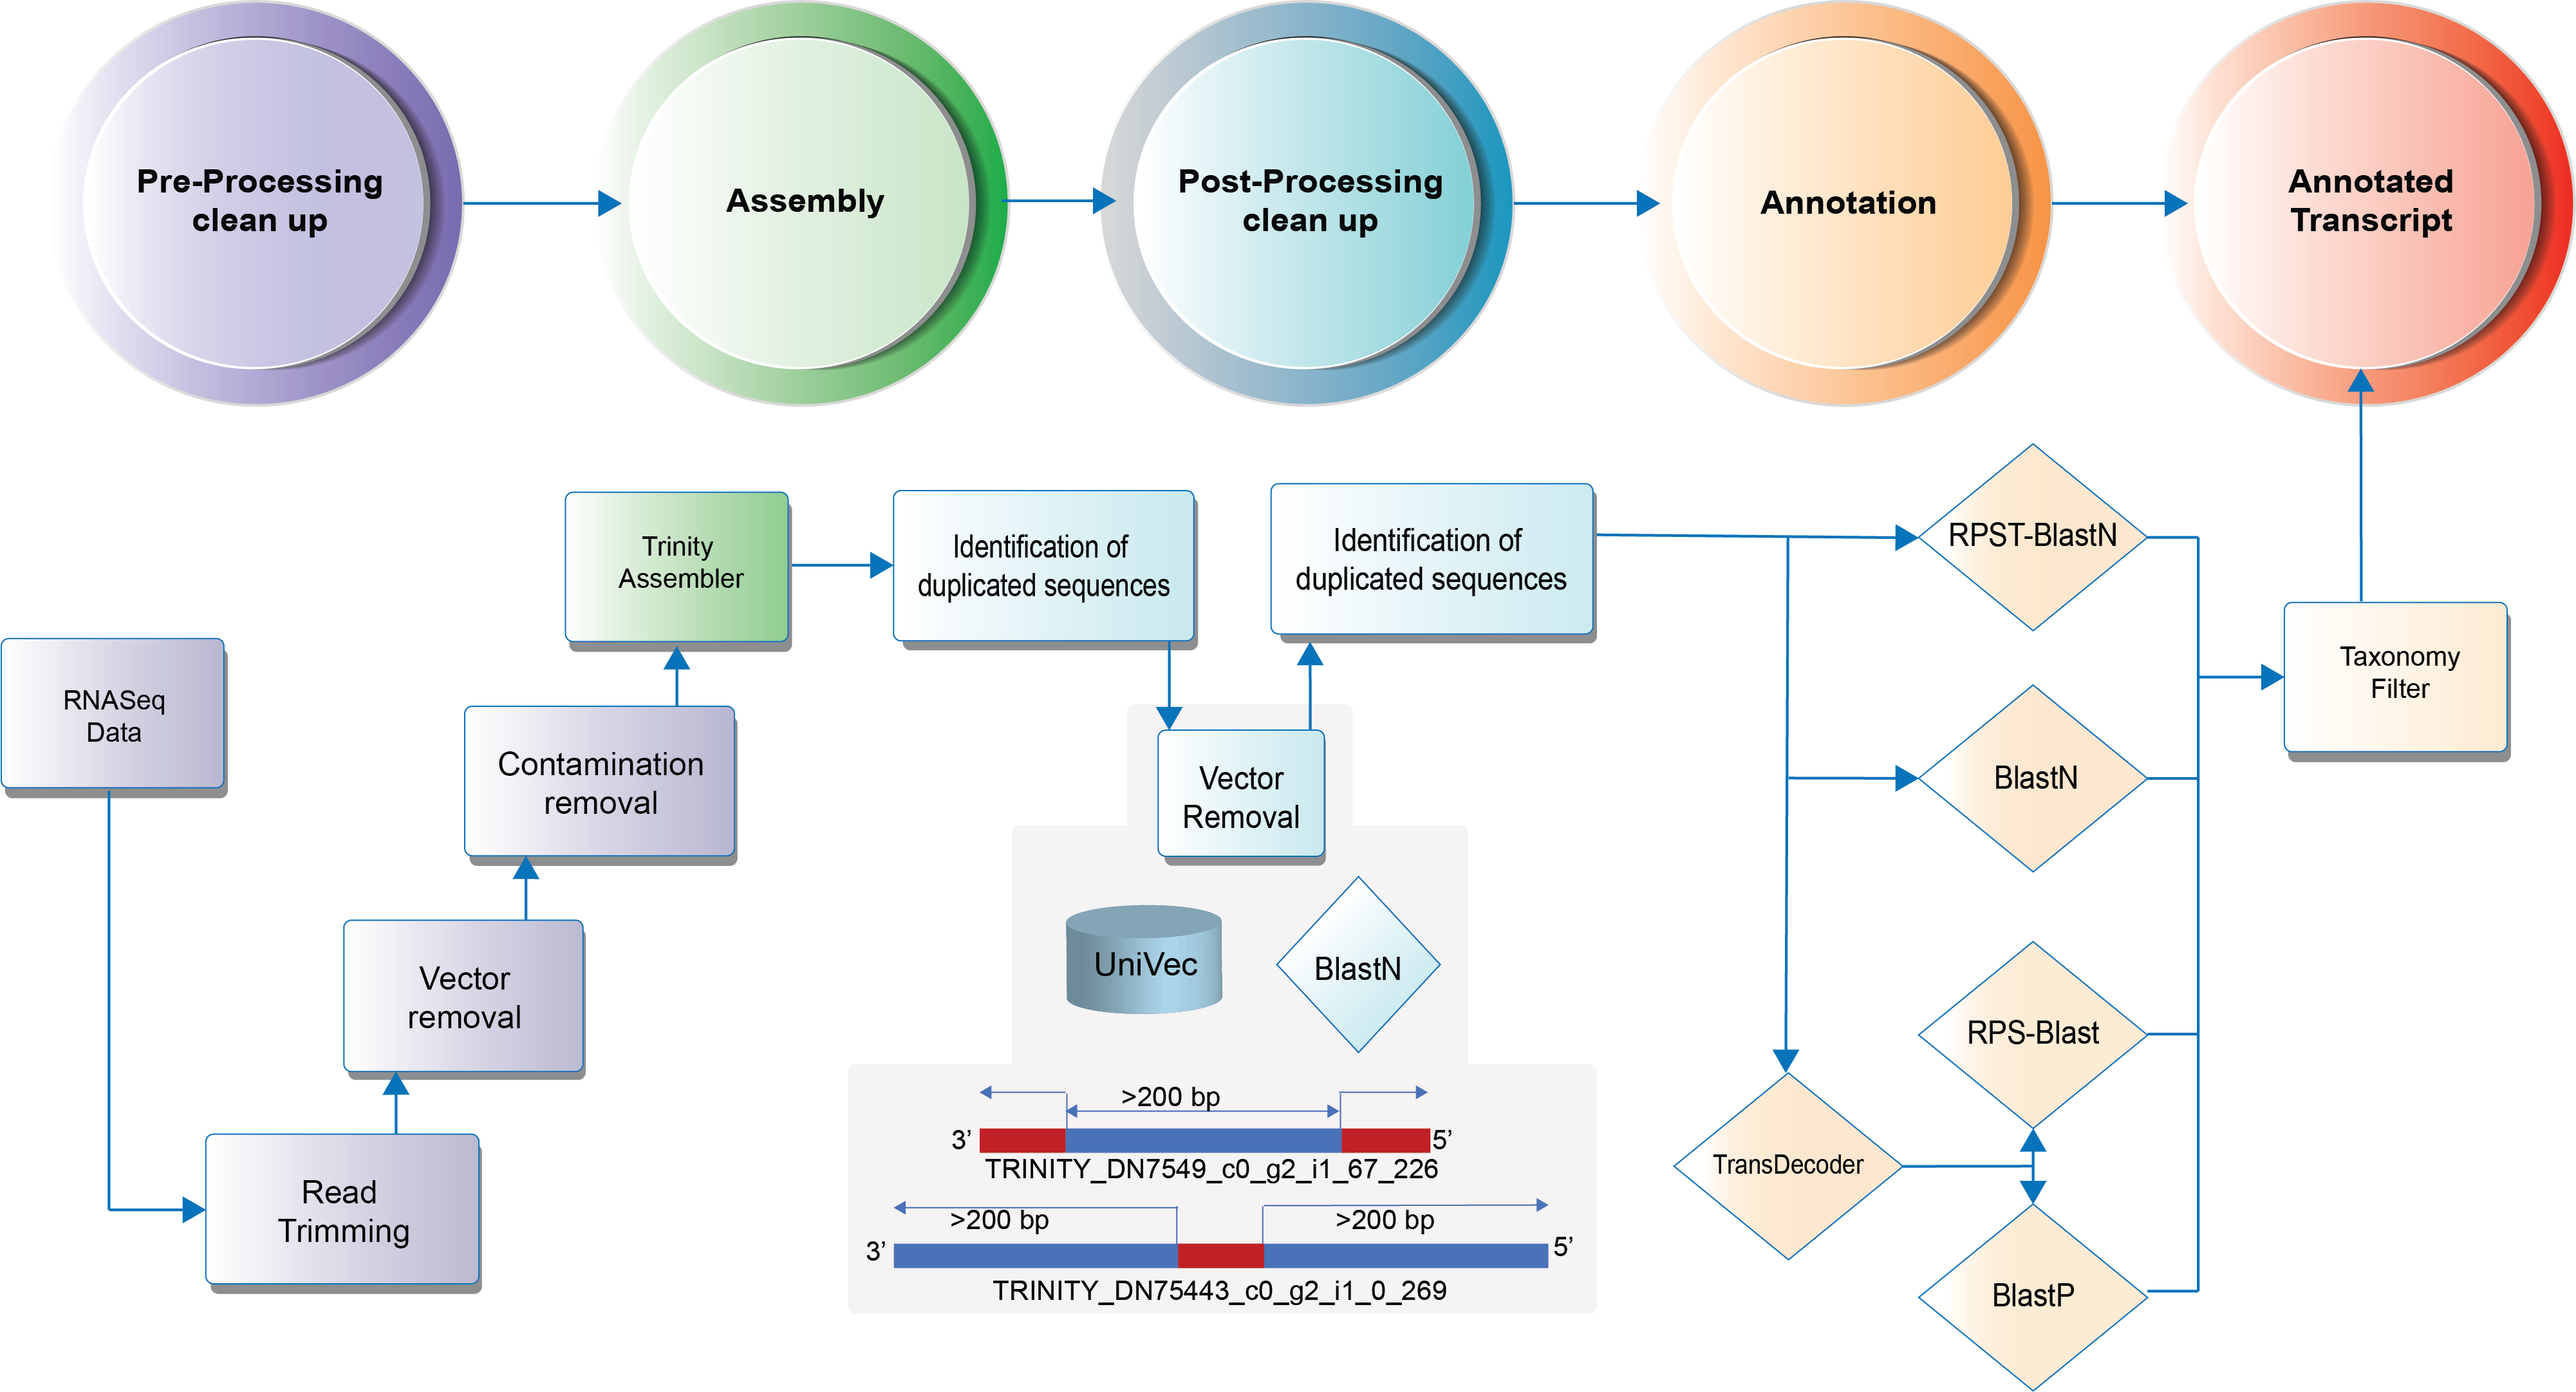 Pre-Processing
clean up
Assembly
Post-Processing
clean up
Annotation
Annotated
Transcript
RNASeq
Data
Read
Trimming
Vector
removal
Contamination
removal
Trinity
Assembler
Identification of
duplicated sequences
Vector
Removal
UniVec
BlastN
>200 bp
3’ 5’
TRINITY_DN7549_c0_g2_i1_67_226
>200 bp >200 bp
3’ 5’
TRINITY_DN75443_c0_g2_i1_0_269
Identification of
duplicated sequences
RPST-BlastN
BlastN
RPS-Blast
TransDecoder
BlastP
Taxonomy
Filter